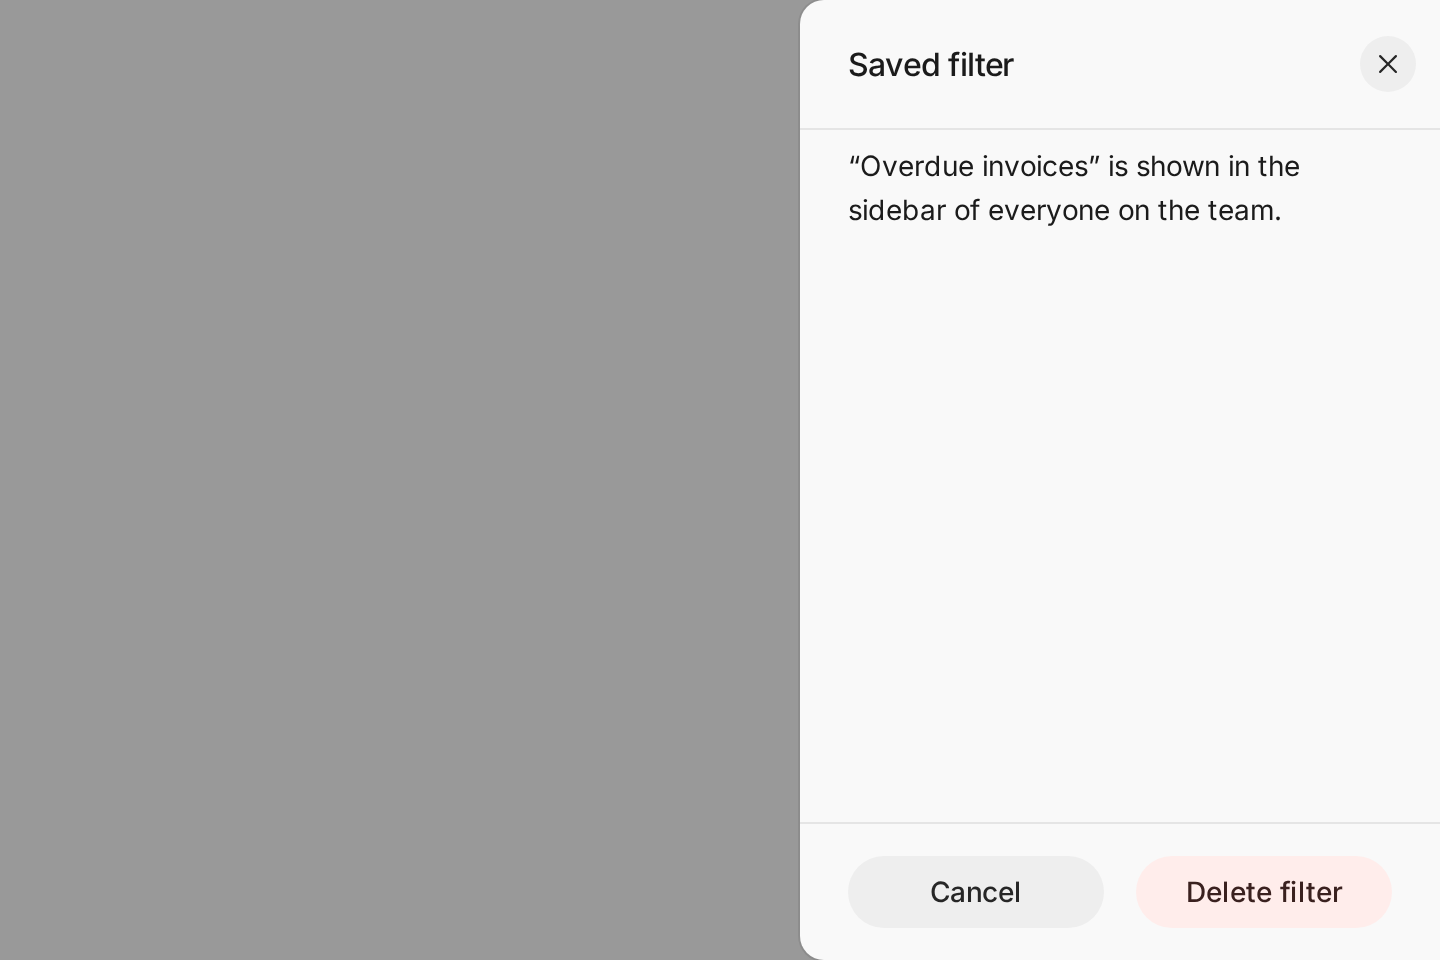 Saved filter
“Overdue invoices” is shown in the
sidebar of everyone on the team.
Cancel
Delete filter